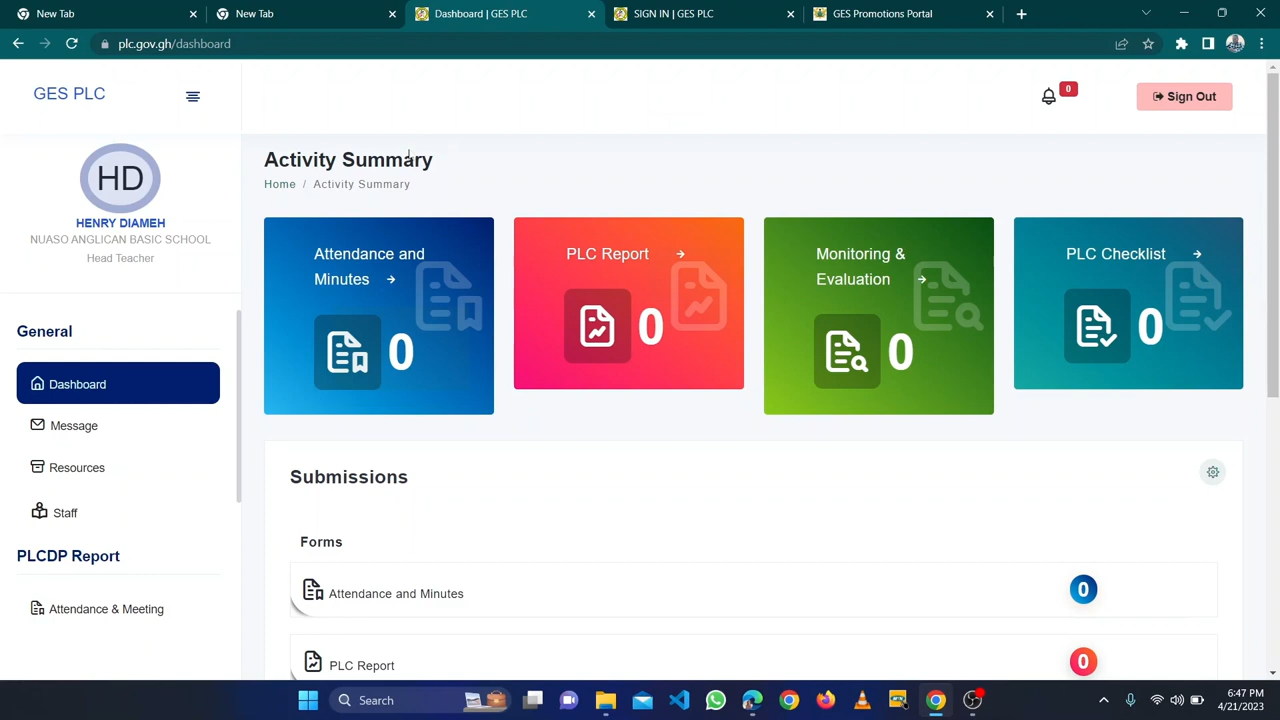 New Tab
New Tab
Dashboard | GES PLC
SIGN IN | GES PLC
GES Promotions Portal
plc.gov.gh/dashboard
GES PLC
0
Sign Out
HD
HENRY DIAMEH
NUASO ANGLICAN BASIC SCHOOL
Head Teacher
General
Dashboard
Message
Resources
Staff
PLCDP Report
Attendance & Meeting
Activity Summary
Home / Activity Summary
Attendance and
Minutes
0
PLC Report
0
Monitoring &
Evaluation
0
PLC Checklist
0
Submissions
Forms
Attendance and Minutes
0
PLC Report
0
Search
6:47 PM
4/21/2023